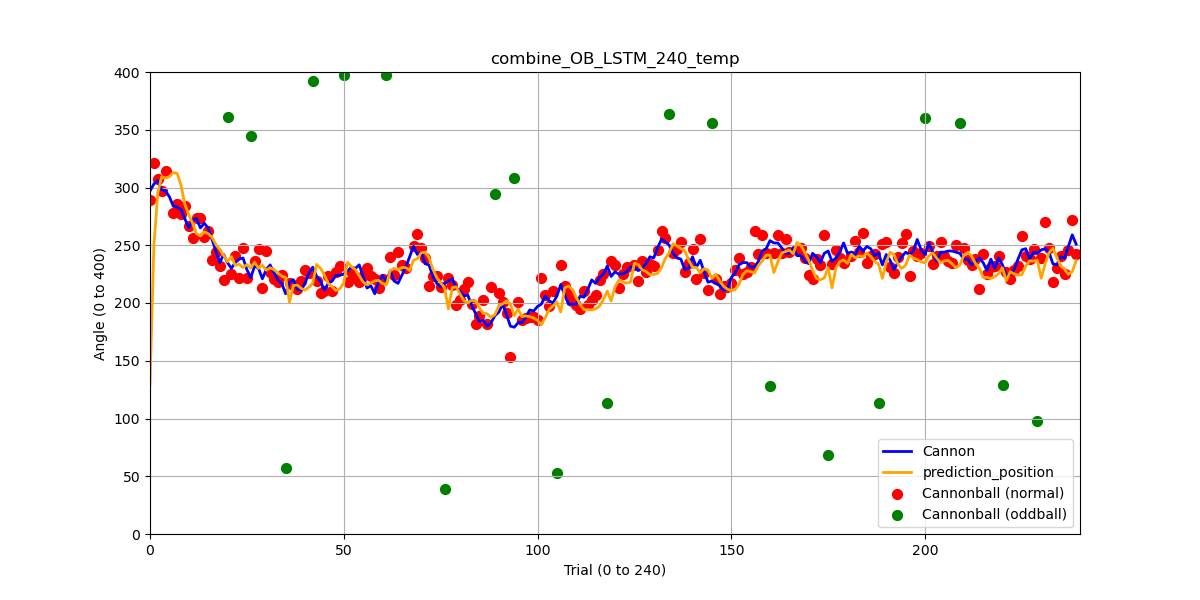 combine_OB_LSTM_240_temp
400
350
300
250
200
150
100
50
0
Angle (0 to 400)
0 50 100 150 200
Trial (0 to 240)
Cannon
prediction_position
Cannonball (normal)
Cannonball (oddball)